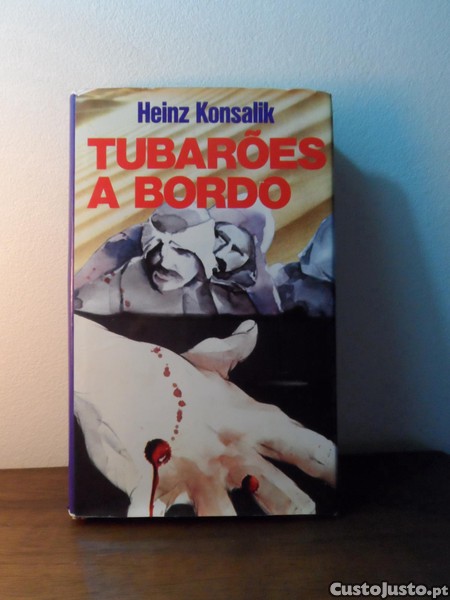 Heinz Konsalik
TUBARÕES
A BORDO
CustoJusto.pt